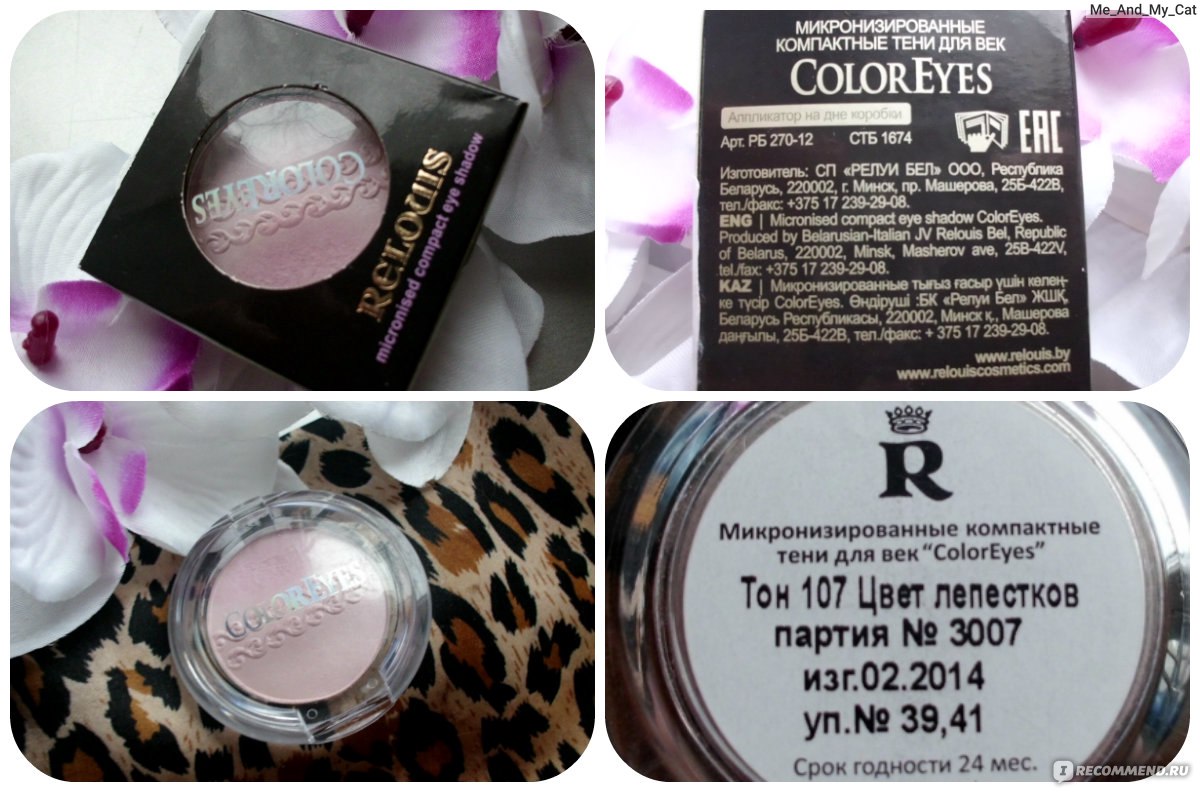 Me_And_My_Cat
COLOREYES
RELOUIS
micronised compact eye shadow
МИКРОНИЗИРОВАННЫЕ
КОМПАКТНЫЕ ТЕНИ ДЛЯ ВЕК
COLOREYES
Аппликатор на дне коробки
Арт. РБ 270-12 СТБ 1674
EAC
Изготовитель: СП «РЕЛУИ БЕЛ» ООО, Республика
Беларусь, 220002, г. Минск, пр. Машерова, 25Б-422В,
тел./факс: +375 17 239-29-08.
ENG | Micronised compact eye shadow ColorEyes.
Produced by Belarusian-Italian JV Relouis Bel, Republic
of Belarus, 220002, Minsk, Masherov ave, 25B-422V,
tel./fax: +375 17 239-29-08.
KAZ | Микронизированные тығыз ғасыр үшін көлең-
ке түсір ColorEyes. Өндіруші :БК «Релуи Бел» ЖШҚ,
Беларусь Республикасы, 220002, Минск қ., Машерова
даңғылы, 25Б-422В, тел./факс: + 375 17 239-29-08.
www.relouis.by
www.relouiscosmetics.com
COLOREYES
R
Микронизированные компактные
тени для век “ColorEyes”
Тон 107 Цвет лепестков
партия № 3007
изг.02.2014
уп.№ 39,41
Срок годности 24 мес.
I RECOMMEND.RU